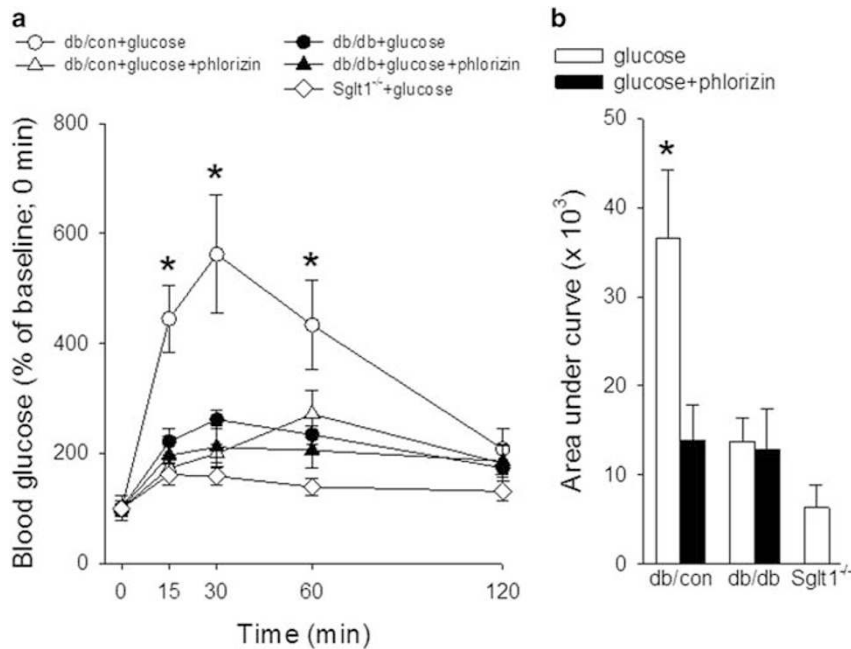 a
db/con+glucose
db/db+glucose
db/con+glucose+phlorizin
db/db+glucose+phlorizin
Sglt1-/-+glucose
Blood glucose (% of baseline; 0 min)
800
600
400
200
0
*
*
*
0 15 30 60 120
Time (min)
b
glucose
glucose+phlorizin
Area under curve (x 10³)
50
40
30
20
10
0
*
db/con db/db Sglt1-/-